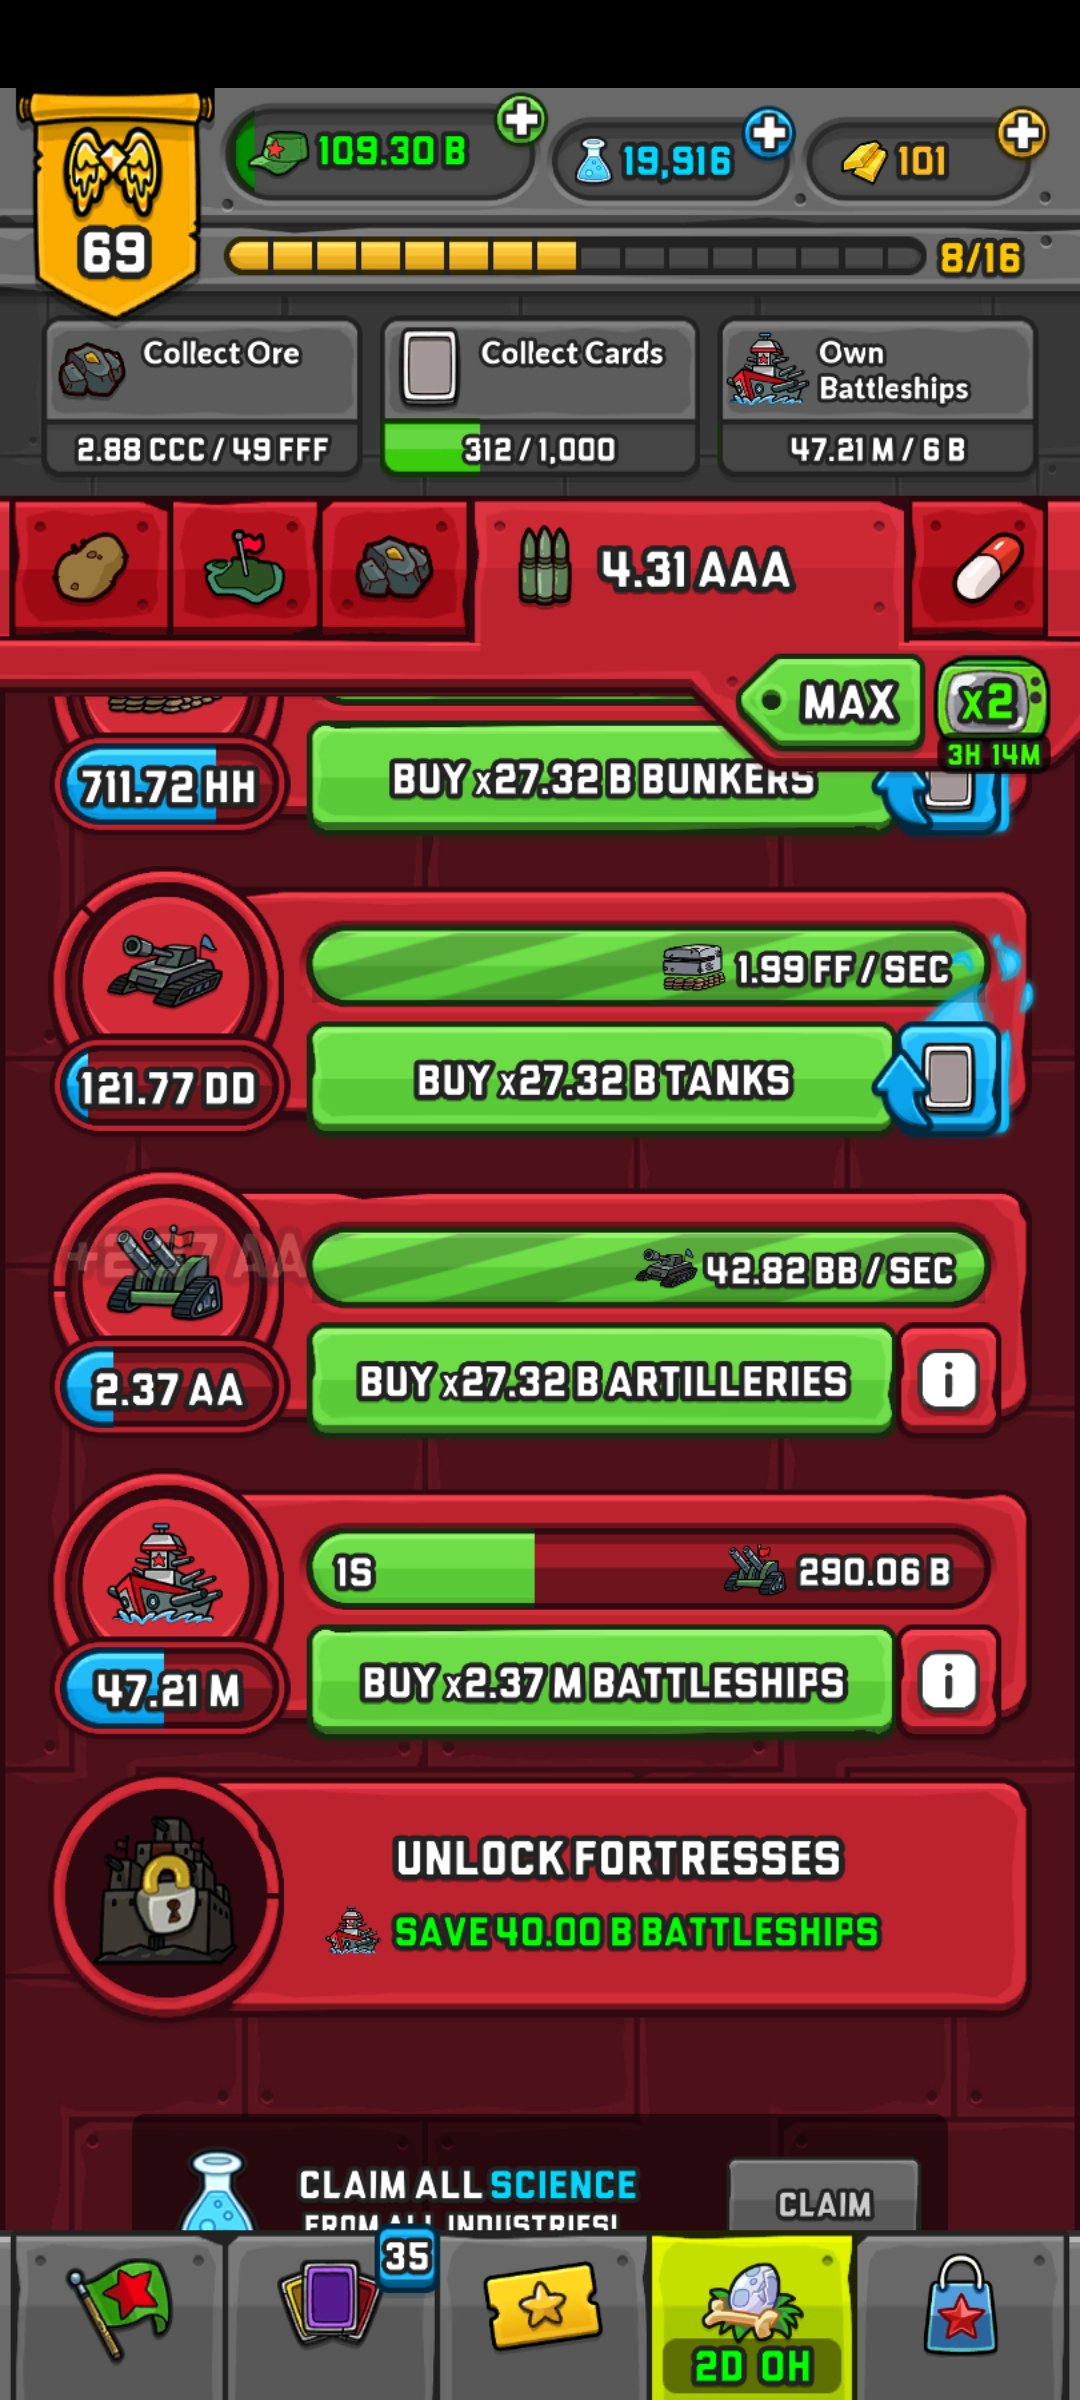 109.30 B
19,916
101
69
8/16
Collect Ore
2.88 CCC / 49 FFF
Collect Cards
312 / 1,000
Own
Battleships
47.21 M / 6 B
4.31 AAA
MAX
x2
3H 14M
711.72 HH
BUY x27.32 B BUNKERS
1.99 FF / SEC
121.77 DD
BUY x27.32 B TANKS
42.82 BB / SEC
2.37 AA
BUY x27.32 B ARTILLERIES
1S
290.06 B
47.21 M
BUY x2.37 M BATTLESHIPS
UNLOCK FORTRESSES
SAVE 40.00 B BATTLESHIPS
CLAIM ALL SCIENCE
FROM ALL INDUSTRIES!
CLAIM
35
2D 0H